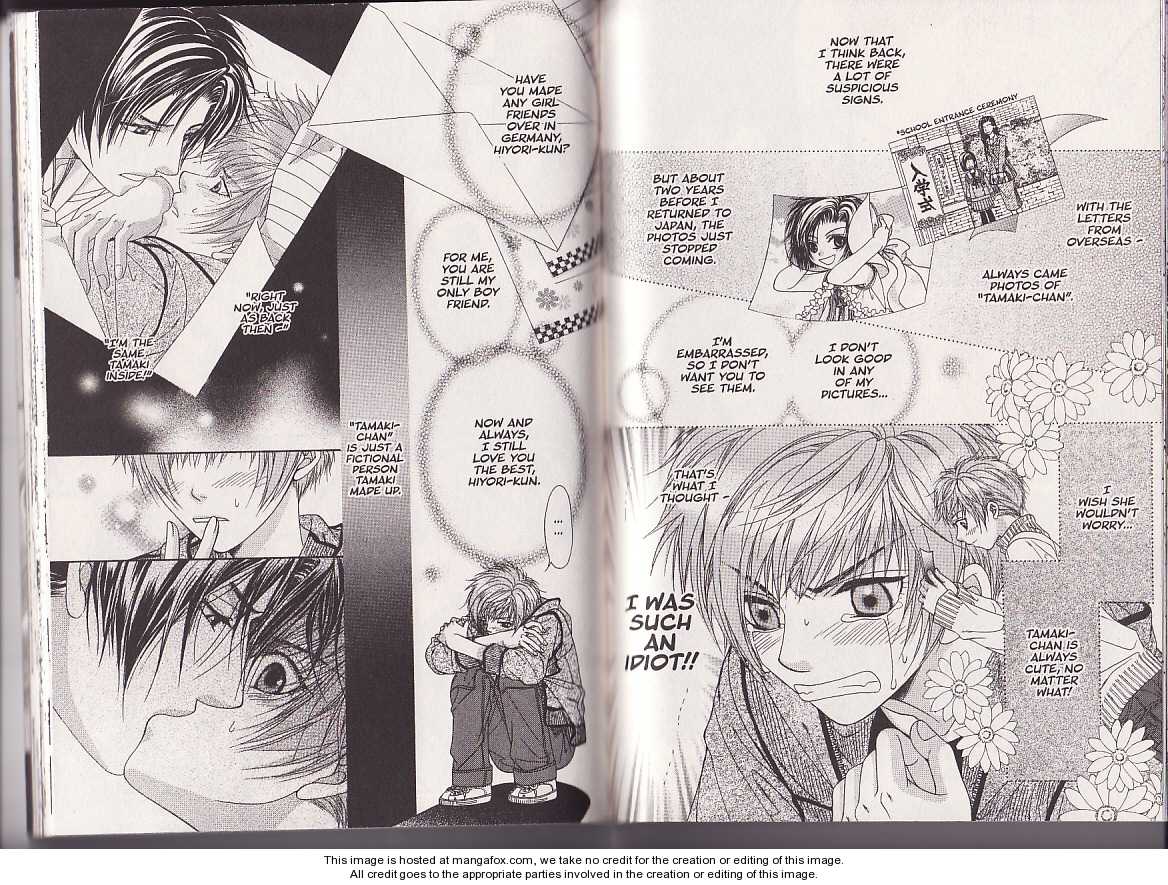 NOW THAT
I THINK BACK,
THERE WERE
A LOT OF
SUSPICIOUS
SIGNS.
*SCHOOL ENTRANCE CEREMONY
入学式
WITH THE
LETTERS
FROM
OVERSEAS -
ALWAYS CAME
PHOTOS OF
"TAMAKI-CHAN".
BUT ABOUT
TWO YEARS
BEFORE I
RETURNED TO
JAPAN, THE
PHOTOS JUST
STOPPED
COMING.
I DON'T
LOOK GOOD
IN ANY
OF MY
PICTURES...
I'M
EMBARRASSED,
SO I DON'T
WANT YOU TO
SEE THEM.
I
WISH SHE
WOULDN'T
WORRY...
TAMAKI-
CHAN IS
ALWAYS
CUTE, NO
MATTER
WHAT!
THAT'S
WHAT I
THOUGHT -
I WAS
SUCH
AN
IDIOT!!
HAVE
YOU MADE
ANY GIRL
FRIENDS
OVER IN
GERMANY,
HIYORI-KUN?
FOR ME,
YOU ARE
STILL MY
ONLY BOY
FRIEND.
NOW AND
ALWAYS,
I STILL
LOVE YOU
THE BEST,
HIYORI-KUN.
...
...
"TAMAKI-
CHAN"
IS JUST A
FICTIONAL
PERSON
TAMAKI
MADE UP.
"RIGHT
NOW, JUST
AS BACK
THEN -"
"I'M THE
SAME
TAMAKI
INSIDE!"
This image is hosted at mangafox.com, we take no credit for the creation or editing of this image.
All credit goes to the appropriate parties involved in the creation or editing of this image.